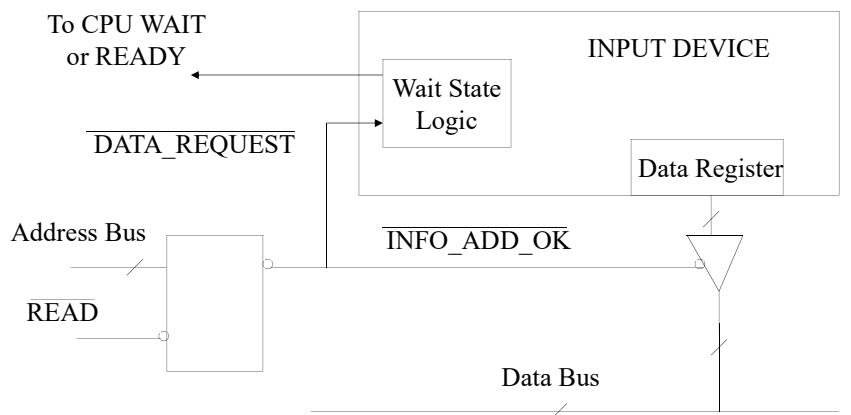 To CPU WAIT
or READY
INPUT DEVICE
Wait State
Logic
DATA_REQUEST
Data Register
Address Bus
INFO_ADD_OK
READ
Data Bus